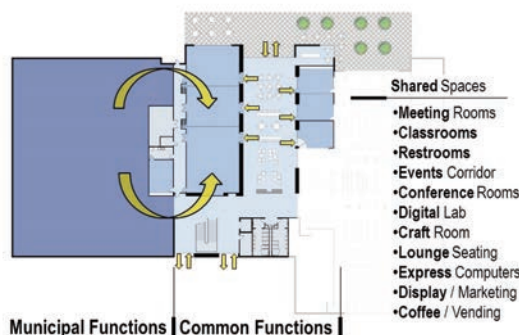 Shared Spaces
•Meeting Rooms
•Classrooms
•Restrooms
•Events Corridor
•Conference Rooms
•Digital Lab
•Craft Room
•Lounge Seating
•Express Computers
•Display / Marketing
•Coffee / Vending
Municipal Functions Common Functions